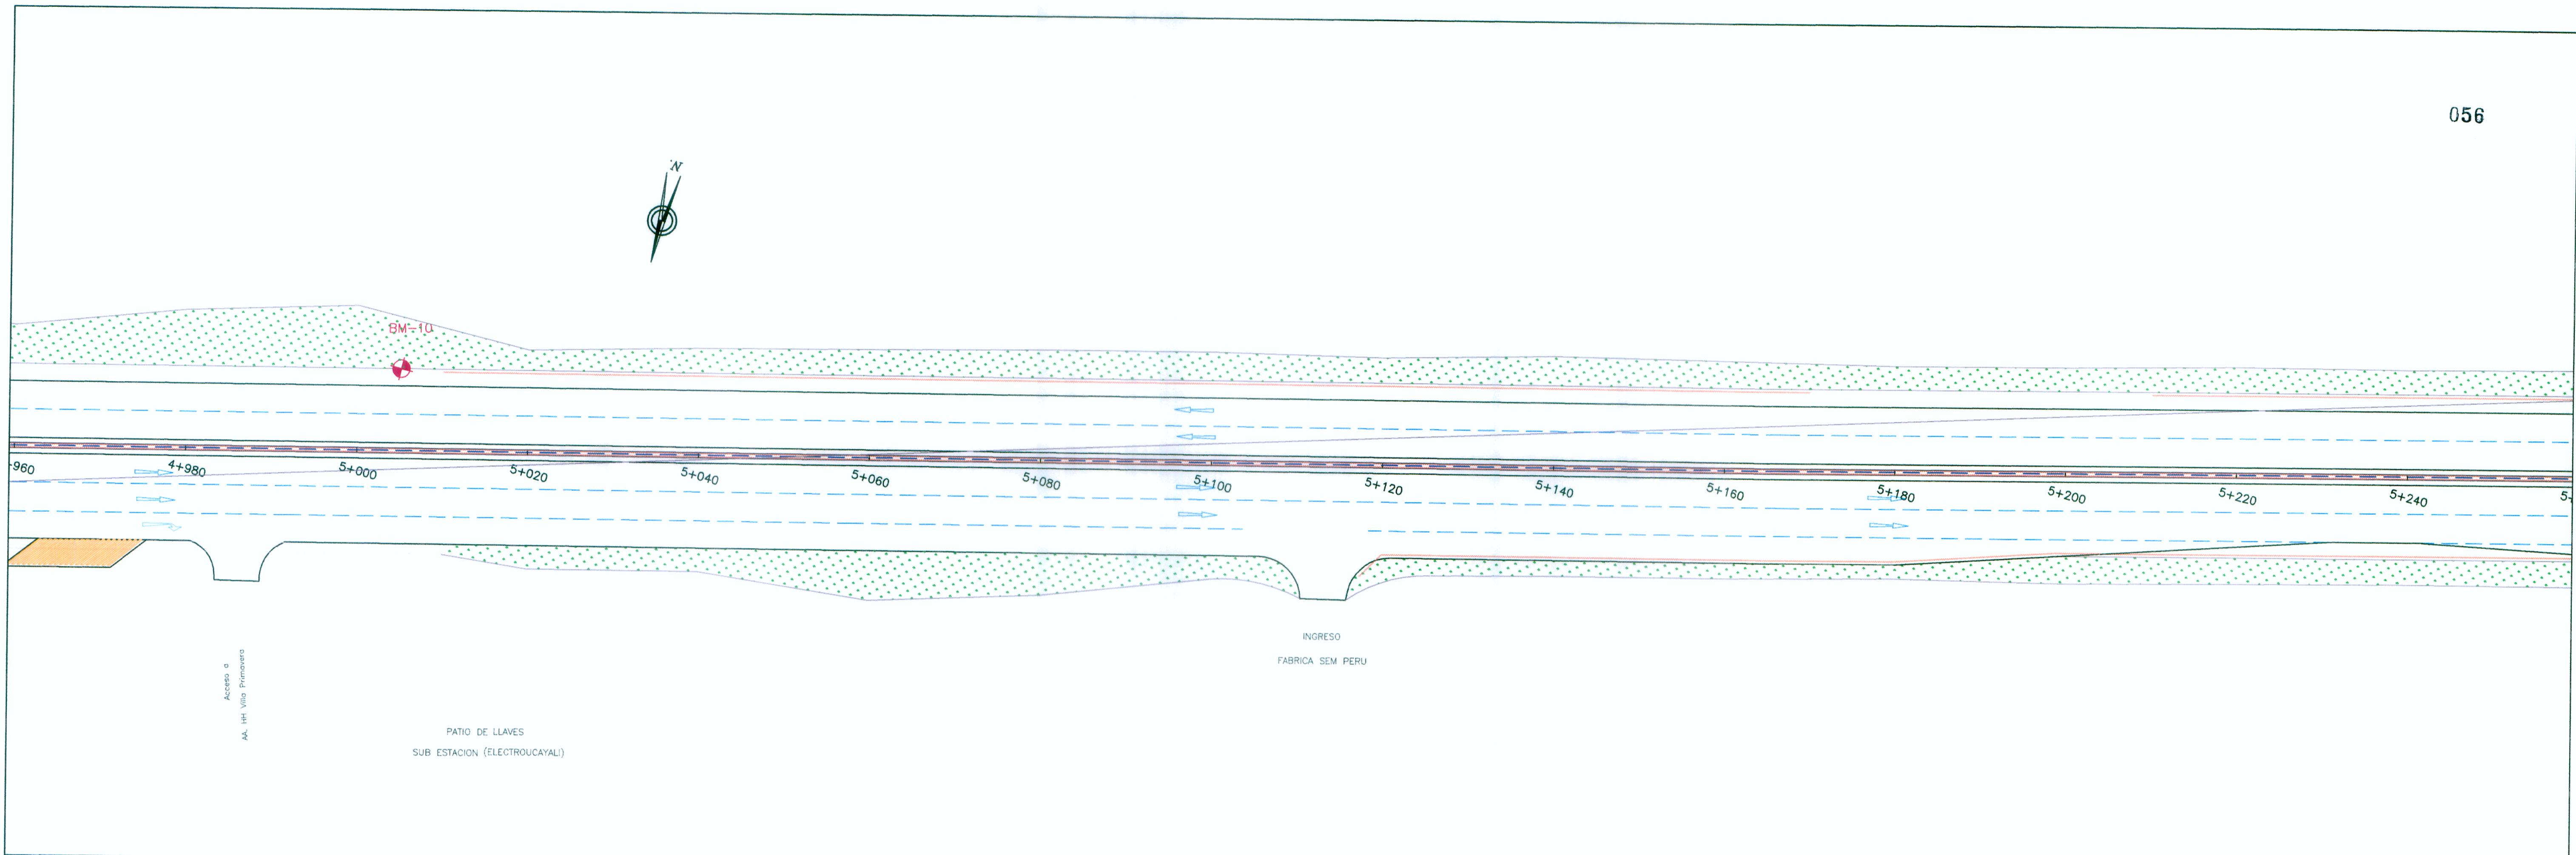 056
N
BM-10
-960
4+980
5+000
5+020
5+040
5+060
5+080
5+100
5+120
5+140
5+160
5+180
5+200
5+220
5+240
5+
INGRESO
FABRICA SEM PERU
Acceso a
AA. HH Villa Primavera
PATIO DE LLAVES
SUB ESTACION (ELECTROUCAYALI)